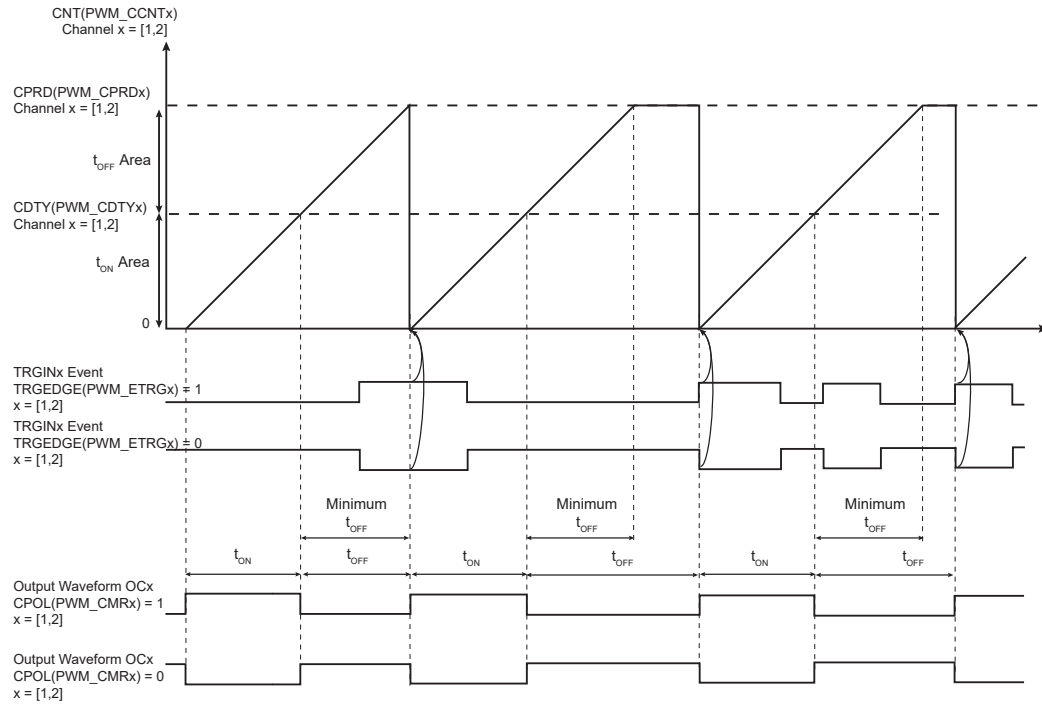 CNT(PWM_CCNTx)
Channel x = [1,2]
CPRD(PWM_CPRDx)
Channel x = [1,2]
tOFF Area
CDTY(PWM_CDTYx)
Channel x = [1,2]
tON Area
0
TRGINx Event
TRGEDGE(PWM_ETRGx) = 1
x = [1,2]
TRGINx Event
TRGEDGE(PWM_ETRGx) = 0
x = [1,2]
Minimum
tOFF
Minimum
tOFF
Minimum
tOFF
tON
tOFF
tON
tOFF
tON
tOFF
Output Waveform OCx
CPOL(PWM_CMRx) = 1
x = [1,2]
Output Waveform OCx
CPOL(PWM_CMRx) = 0
x = [1,2]